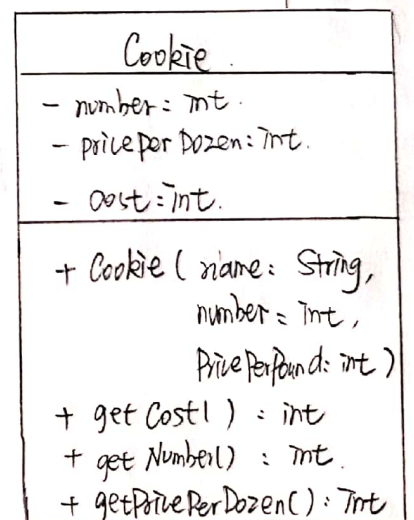 Cookie
- number: int.
- pricePerDozen: int.
- cost: int.
+ Cookie (name: String,
number: int,
PricePerPound: int)
+ getCost() : int
+ getNumber() : int.
+ getPricePerDozen() : int